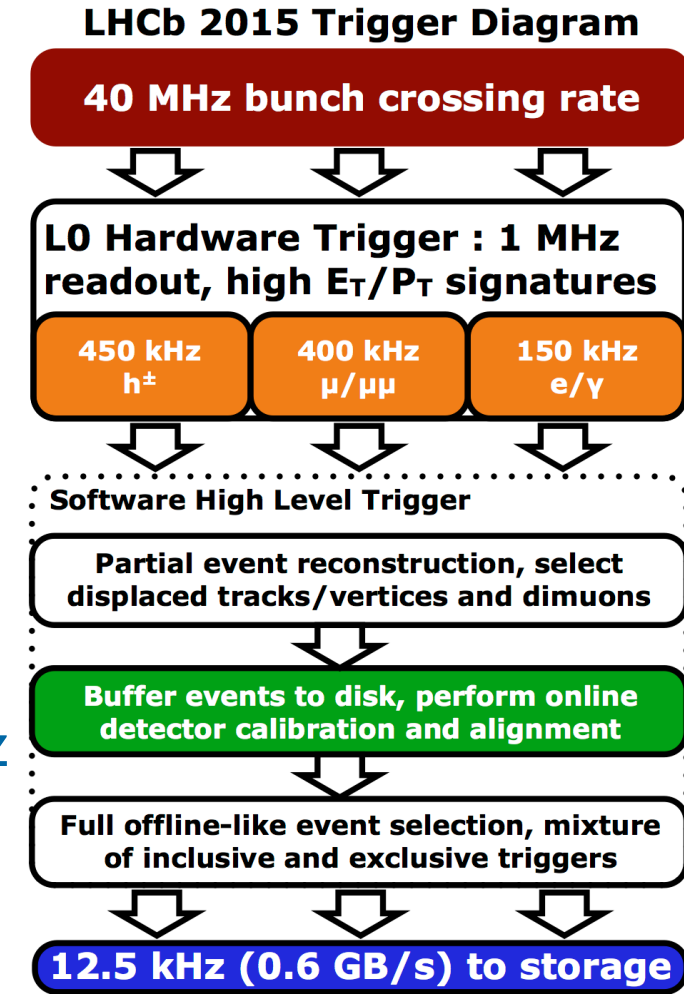 LHCb 2015 Trigger Diagram
40 MHz bunch crossing rate
L0 Hardware Trigger : 1 MHz
readout, high E_T/P_T signatures
450 kHz
h±
400 kHz
μ/μμ
150 kHz
e/γ
Software High Level Trigger
Partial event reconstruction, select
displaced tracks/vertices and dimuons
Buffer events to disk, perform online
detector calibration and alignment
Full offline-like event selection, mixture
of inclusive and exclusive triggers
12.5 kHz (0.6 GB/s) to storage